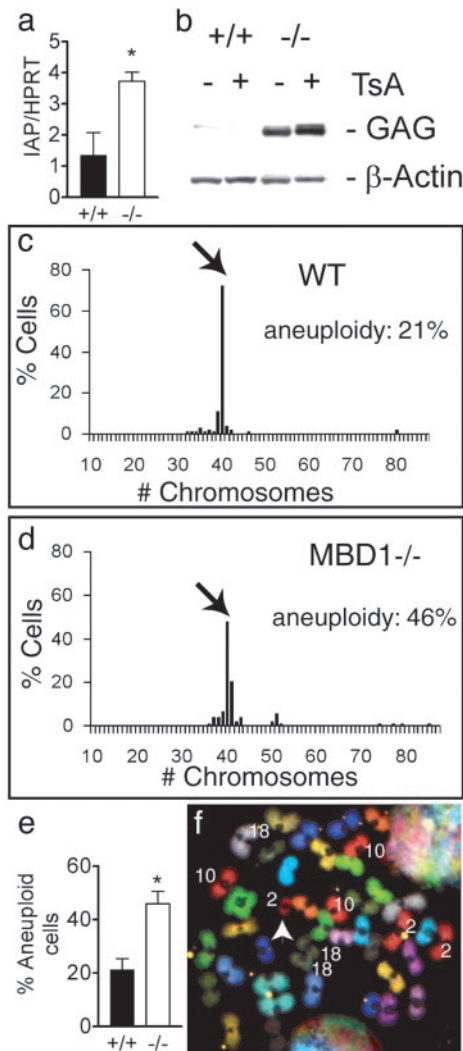 a
IAP/HPRT
5
4
3
2
1
0
*
+/+ -/-
b
+/+ -/-
- + - + TsA
- GAG
- β-Actin
c
WT
aneuploidy: 21%
% Cells
80
60
40
20
0
10 20 30 40 50 60 70 80
# Chromosomes
d
MBD1-/-
aneuploidy: 46%
% Cells
80
60
40
20
0
10 20 30 40 50 60 70 80
# Chromosomes
e
% Aneuploid
cells
60
40
20
0
*
+/+ -/-
f
18
10
10
2
2
2
18
18